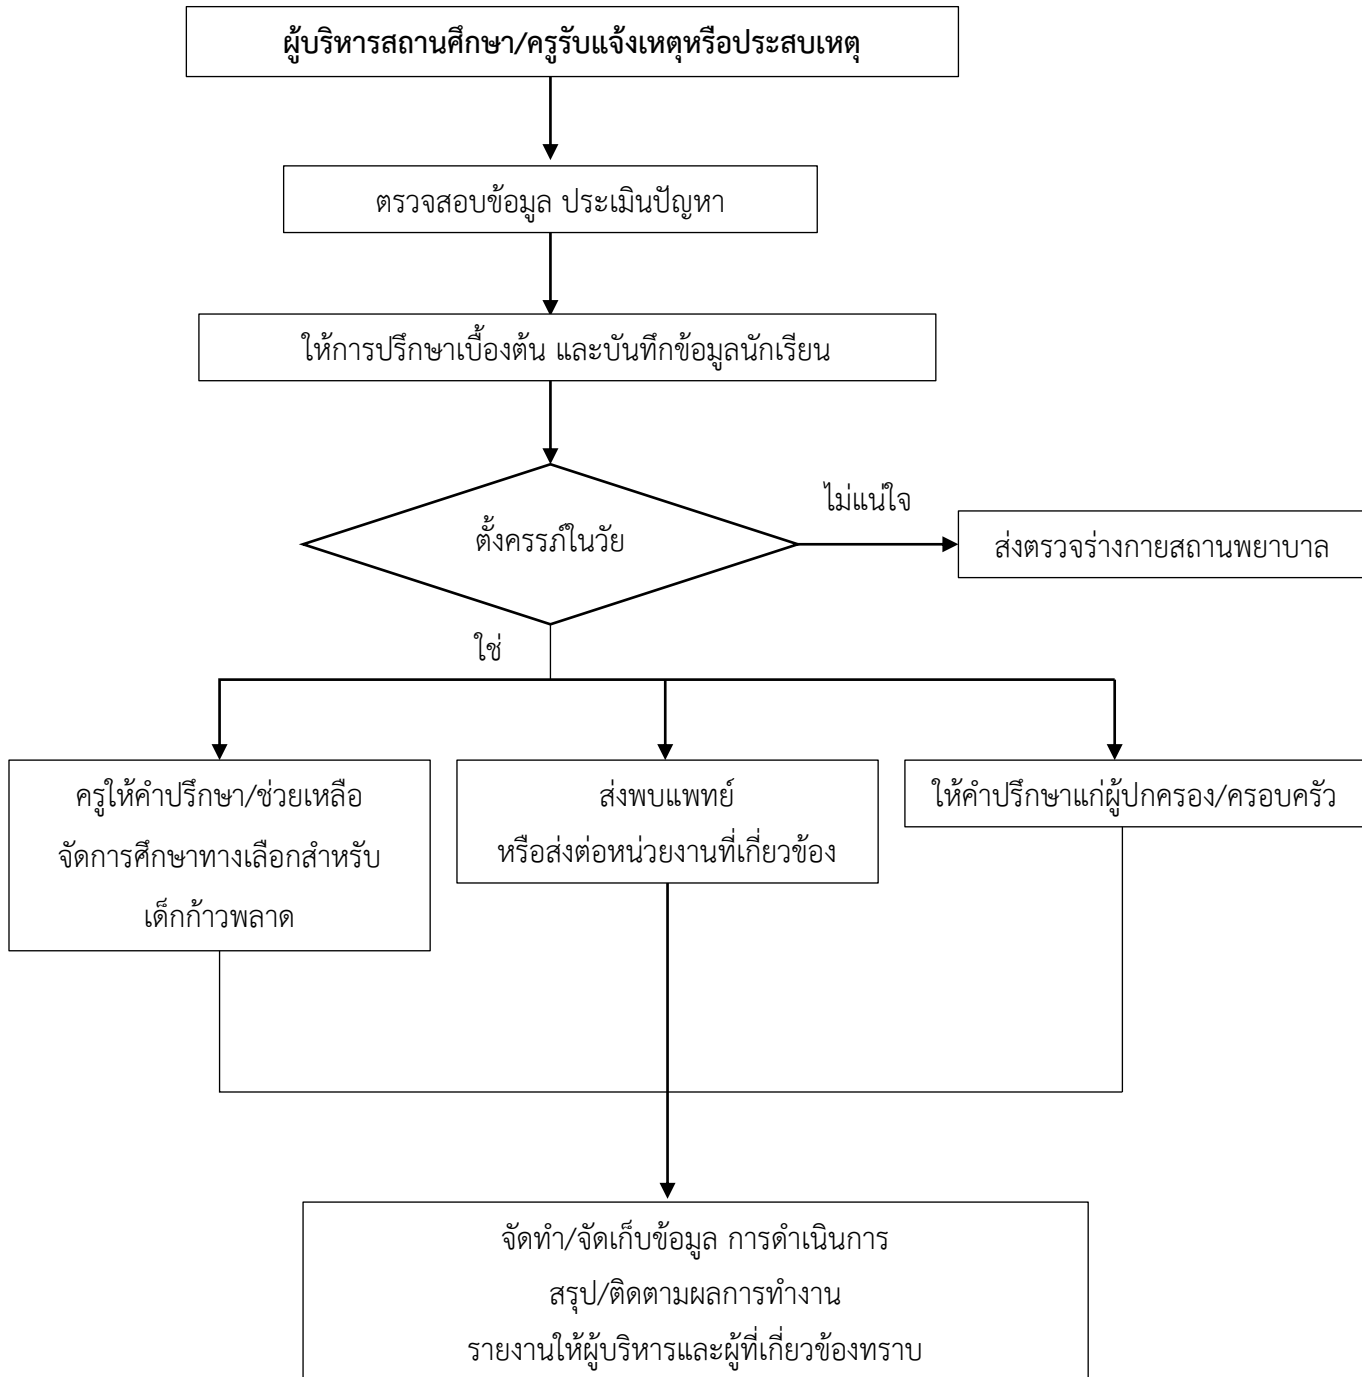 ผู้บริหารสถานศึกษา/ครูรับแจ้งเหตุหรือประสบเหตุ
ตรวจสอบข้อมูล ประเมินปัญหา
ให้การปรึกษาเบื้องต้น และบันทึกข้อมูลนักเรียน
ไม่แน่ใจ
ตั้งครรภ์ในวัย
ส่งตรวจร่างกายสถานพยาบาล
ใช่
ครูให้คำปรึกษา/ช่วยเหลือ
จัดการศึกษาทางเลือกสำหรับ
เด็กก้าวพลาด
ส่งพบแพทย์
หรือส่งต่อหน่วยงานที่เกี่ยวข้อง
ให้คำปรึกษาแก่ผู้ปกครอง/ครอบครัว
จัดทำ/จัดเก็บข้อมูล การดำเนินการ
สรุป/ติดตามผลการทำงาน
รายงานให้ผู้บริหารและผู้ที่เกี่ยวข้องทราบ